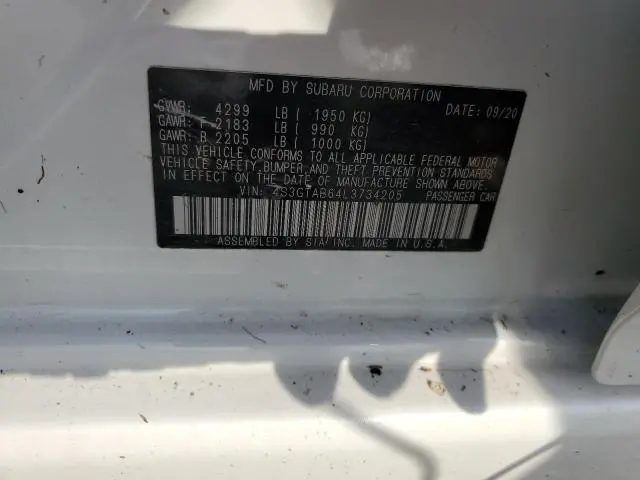 MFD BY SUBARU CORPORATION
GVWR: 4299 LB ( 1950 KG) DATE: 09/20
GAWR: F 2183 LB ( 990 KG)
GAWR: B 2205 LB ( 1000 KG)
THIS VEHICLE CONFORMS TO ALL APPLICABLE FEDERAL MOTOR
VEHICLE SAFETY, BUMPER, AND THEFT PREVENTION STANDARDS
IN EFFECT ON THE DATE OF MANUFACTURE SHOWN ABOVE.
VIN: 4S3GTAB64L3734205 PASSENGER CAR
ASSEMBLED BY SIA, INC. MADE IN U.S.A.